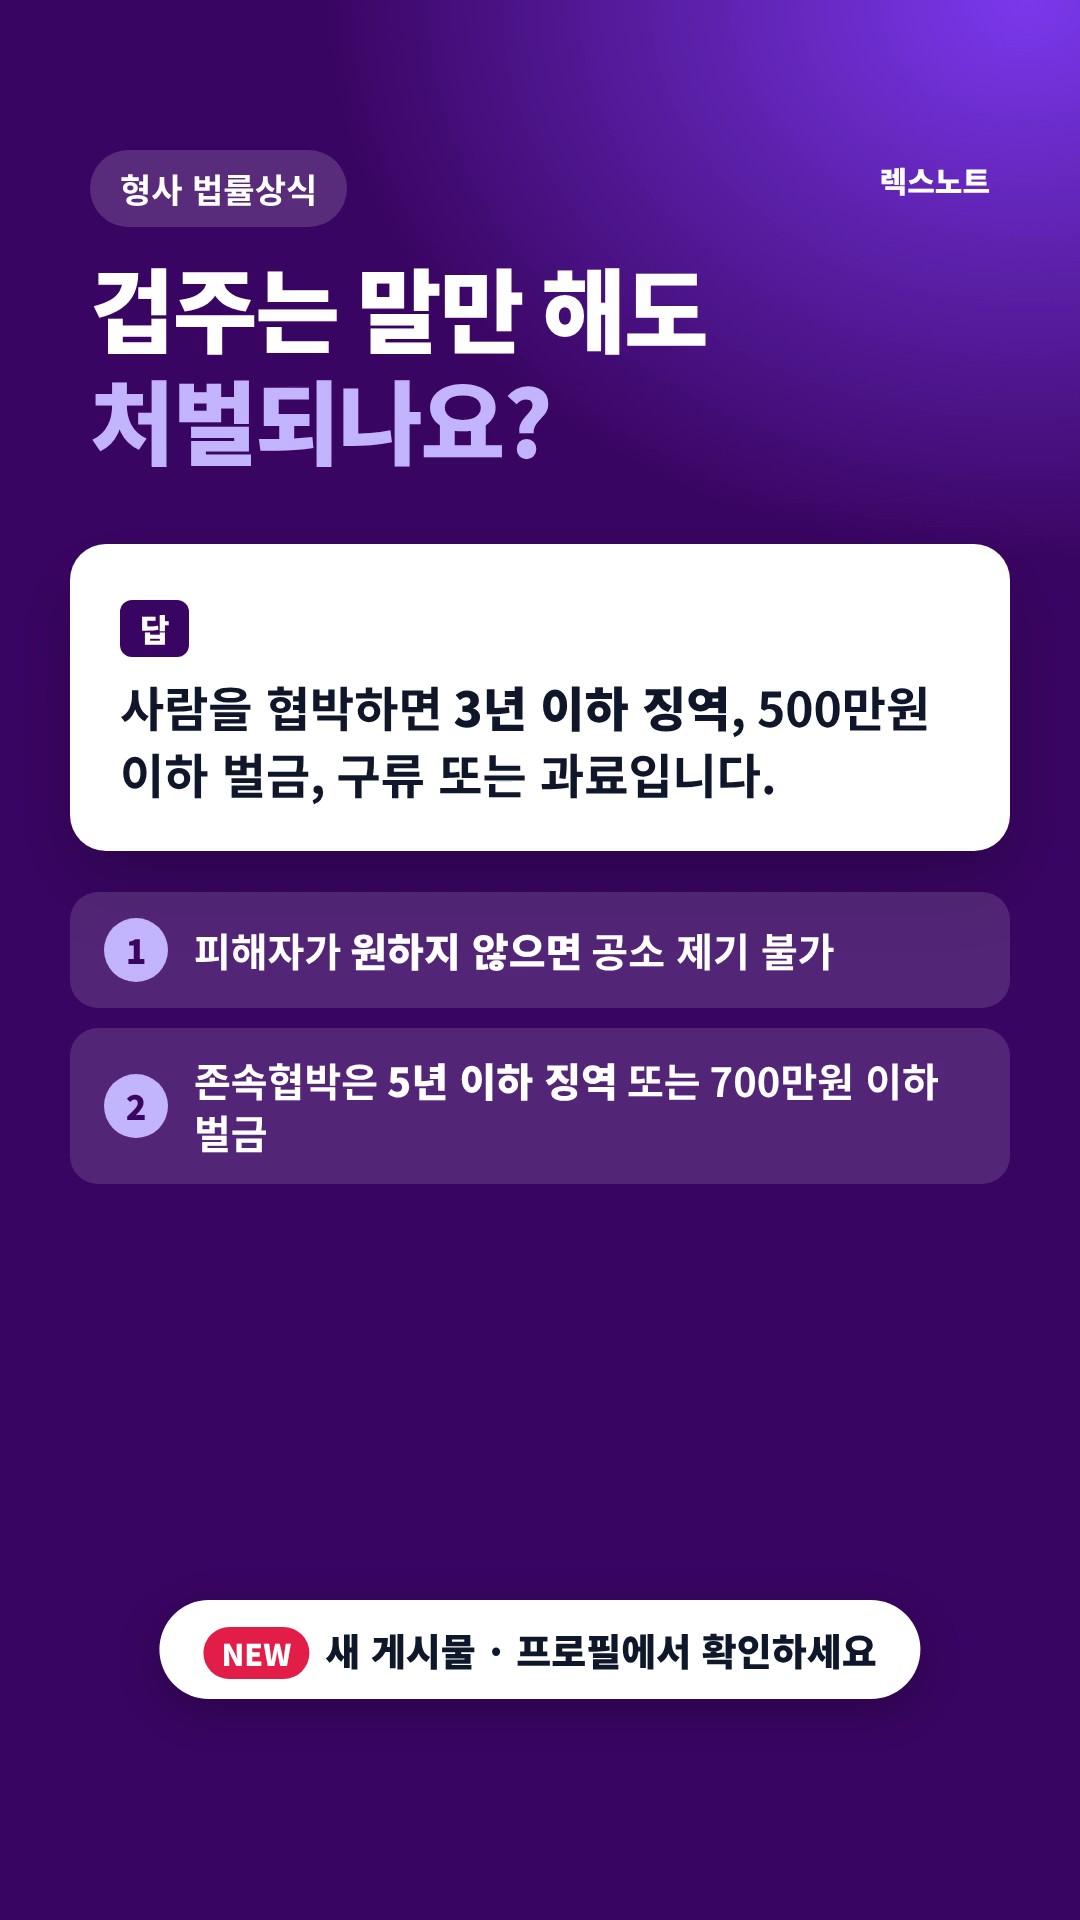 형사 법률상식
렉스노트
겁주는 말만 해도
처벌되나요?
답
사람을 협박하면 3년 이하 징역, 500만원
이하 벌금, 구류 또는 과료입니다.
1 피해자가 원하지 않으면 공소 제기 불가
2 존속협박은 5년 이하 징역 또는 700만원 이하
벌금
NEW 새 게시물 · 프로필에서 확인하세요